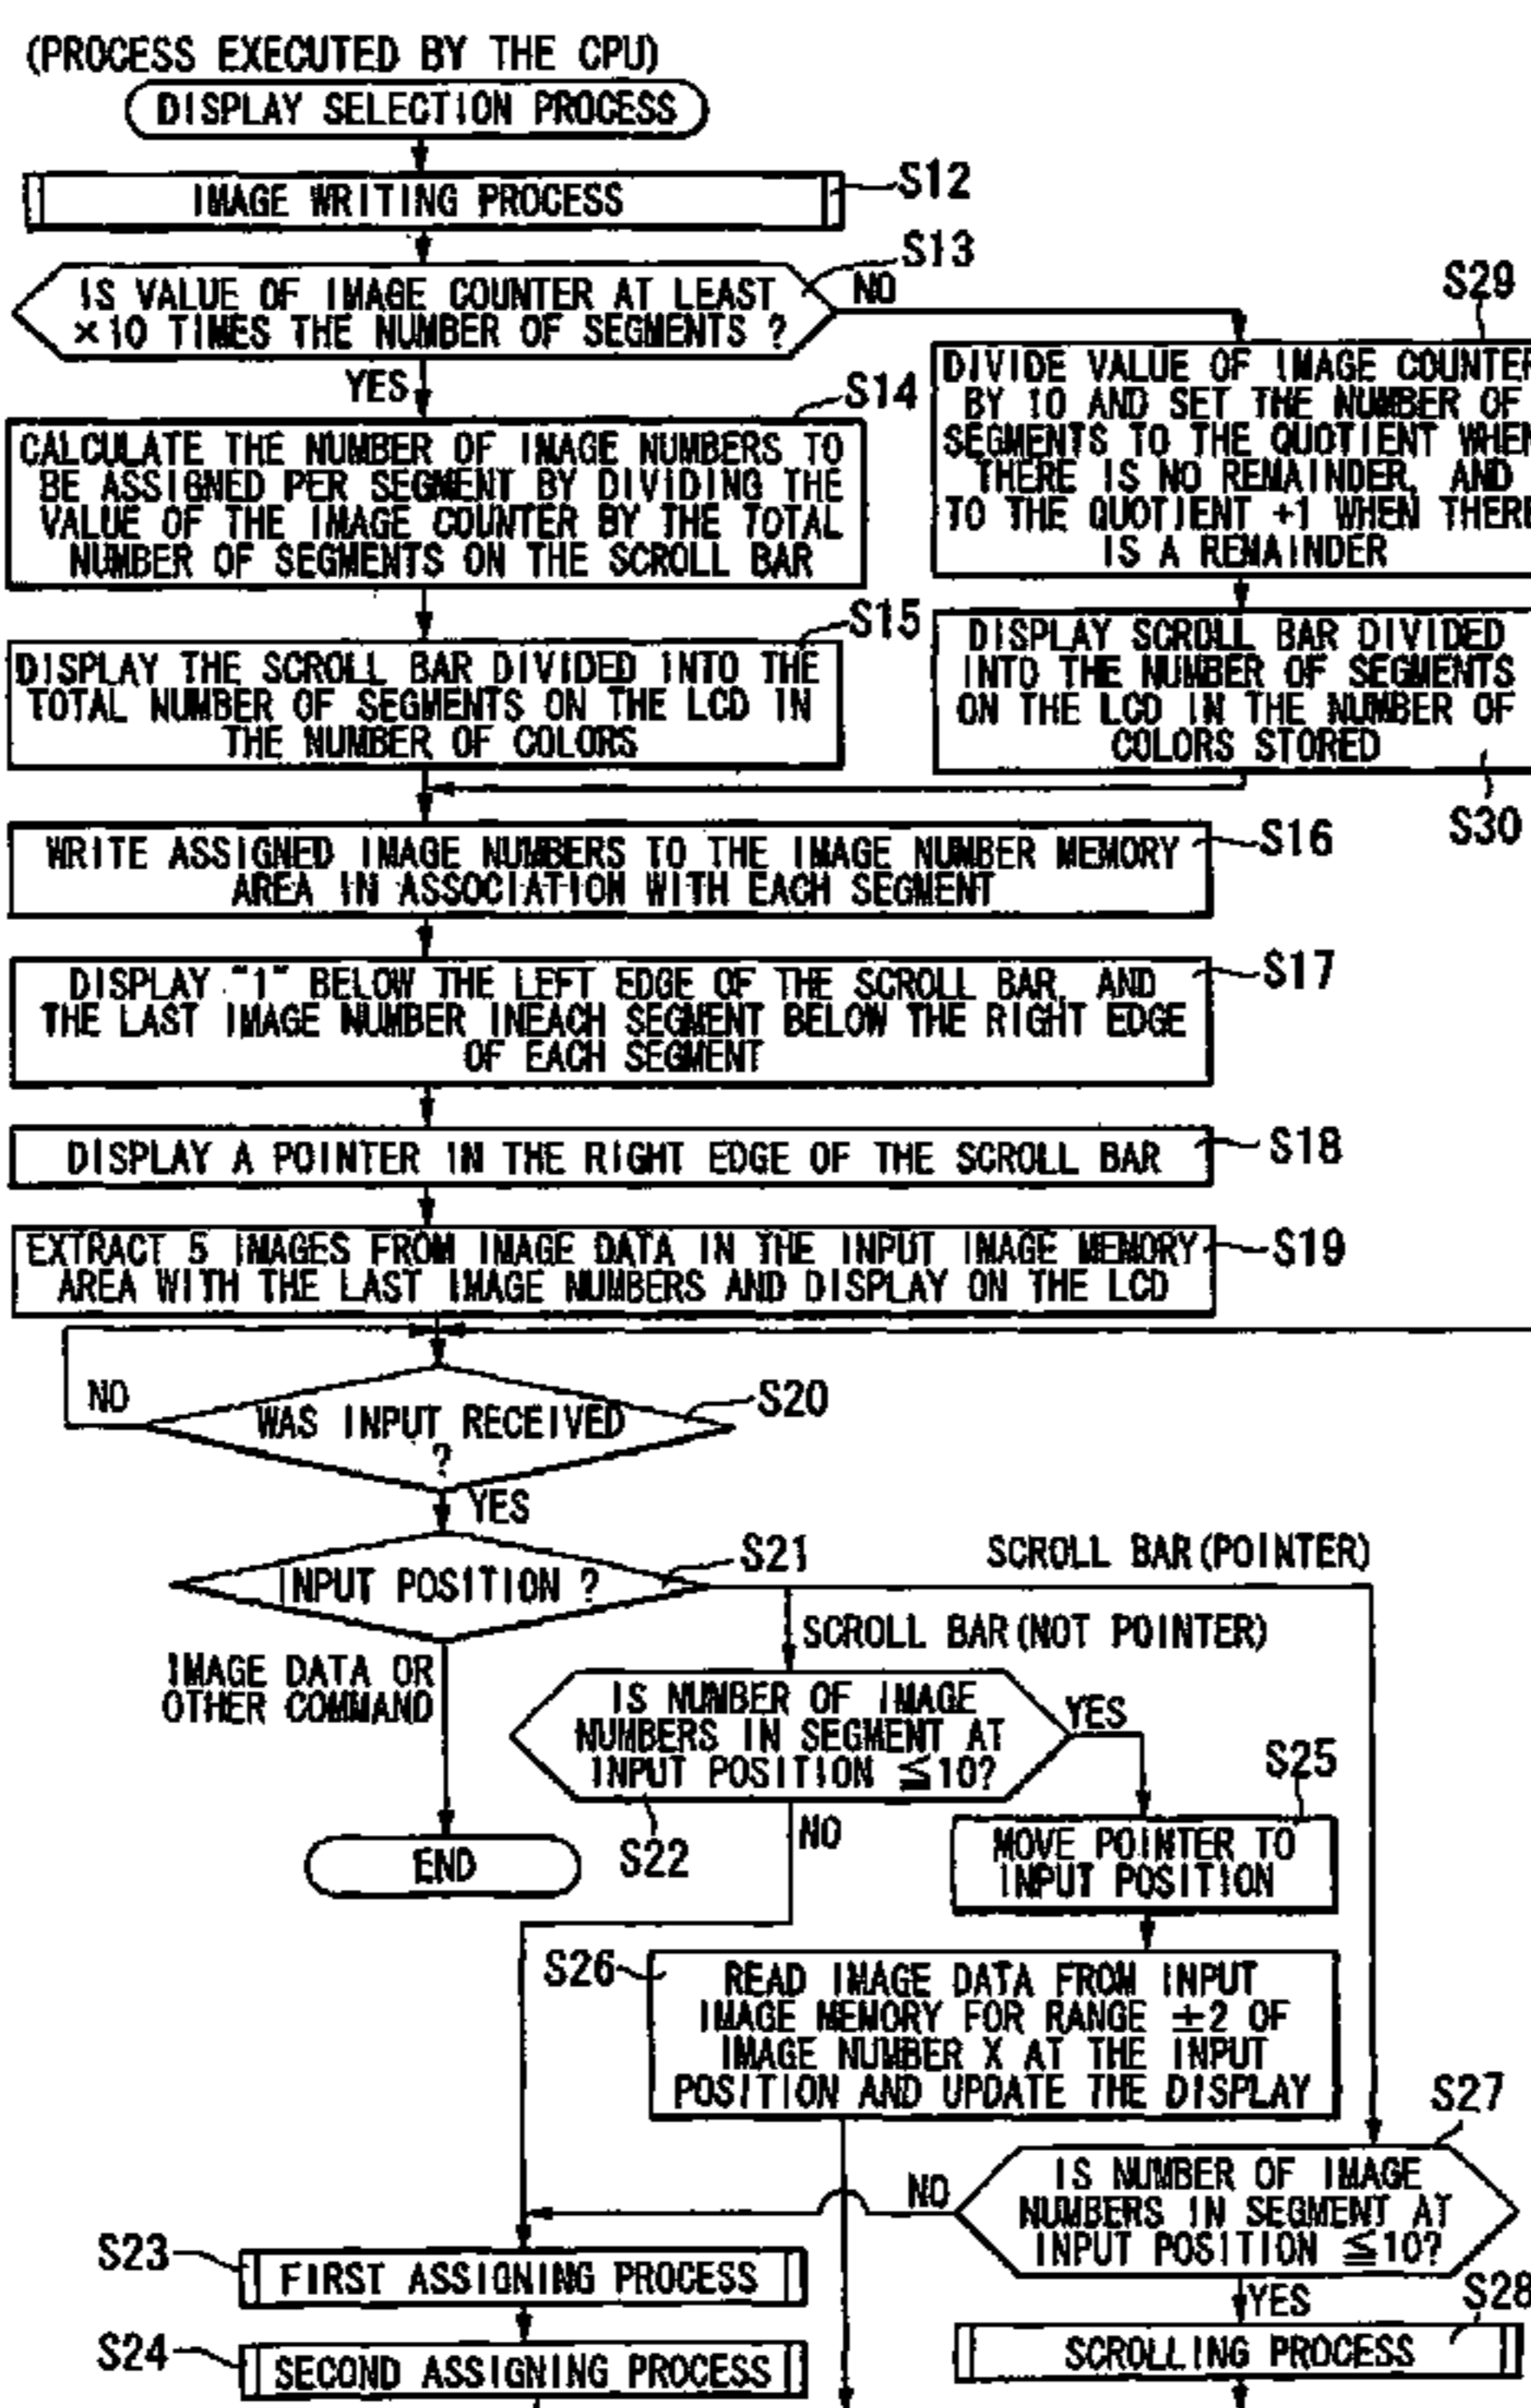 (PROCESS EXECUTED BY THE CPU)
DISPLAY SELECTION PROCESS
IMAGE WRITING PROCESS
S12
S13
IS VALUE OF IMAGE COUNTER AT LEAST
×10 TIMES THE NUMBER OF SEGMENTS ?
NO
YES
S29
DIVIDE VALUE OF IMAGE COUNTER
BY 10 AND SET THE NUMBER OF
SEGMENTS TO THE QUOTIENT WHEN
THERE IS NO REMAINDER, AND
TO THE QUOTIENT +1 WHEN THERE
IS A REMAINDER
S14
CALCULATE THE NUMBER OF IMAGE NUMBERS TO
BE ASSIGNED PER SEGMENT BY DIVIDING THE
VALUE OF THE IMAGE COUNTER BY THE TOTAL
NUMBER OF SEGMENTS ON THE SCROLL BAR
S15
DISPLAY THE SCROLL BAR DIVIDED INTO THE
TOTAL NUMBER OF SEGMENTS ON THE LCD IN
THE NUMBER OF COLORS
DISPLAY SCROLL BAR DIVIDED
INTO THE NUMBER OF SEGMENTS
ON THE LCD IN THE NUMBER OF
COLORS STORED
S30
WRITE ASSIGNED IMAGE NUMBERS TO THE IMAGE NUMBER MEMORY
AREA IN ASSOCIATION WITH EACH SEGMENT
S16
DISPLAY "1" BELOW THE LEFT EDGE OF THE SCROLL BAR, AND
THE LAST IMAGE NUMBER INEACH SEGMENT BELOW THE RIGHT EDGE
OF EACH SEGMENT
S17
DISPLAY A POINTER IN THE RIGHT EDGE OF THE SCROLL BAR
S18
EXTRACT 5 IMAGES FROM IMAGE DATA IN THE INPUT IMAGE MEMORY
AREA WITH THE LAST IMAGE NUMBERS AND DISPLAY ON THE LCD
S19
NO
WAS INPUT RECEIVED
?
S20
YES
INPUT POSITION ?
S21
SCROLL BAR(POINTER)
SCROLL BAR(NOT POINTER)
IMAGE DATA OR
OTHER COMMAND
IS NUMBER OF IMAGE
NUMBERS IN SEGMENT AT
INPUT POSITION ≦10?
YES
S22
NO
END
S25
MOVE POINTER TO
INPUT POSITION
S26
READ IMAGE DATA FROM INPUT
IMAGE MEMORY FOR RANGE ±2 OF
IMAGE NUMBER X AT THE INPUT
POSITION AND UPDATE THE DISPLAY
S27
IS NUMBER OF IMAGE
NUMBERS IN SEGMENT AT
INPUT POSITION ≦10?
NO
YES
S23
FIRST ASSIGNING PROCESS
S28
SCROLLING PROCESS
S24
SECOND ASSIGNING PROCESS